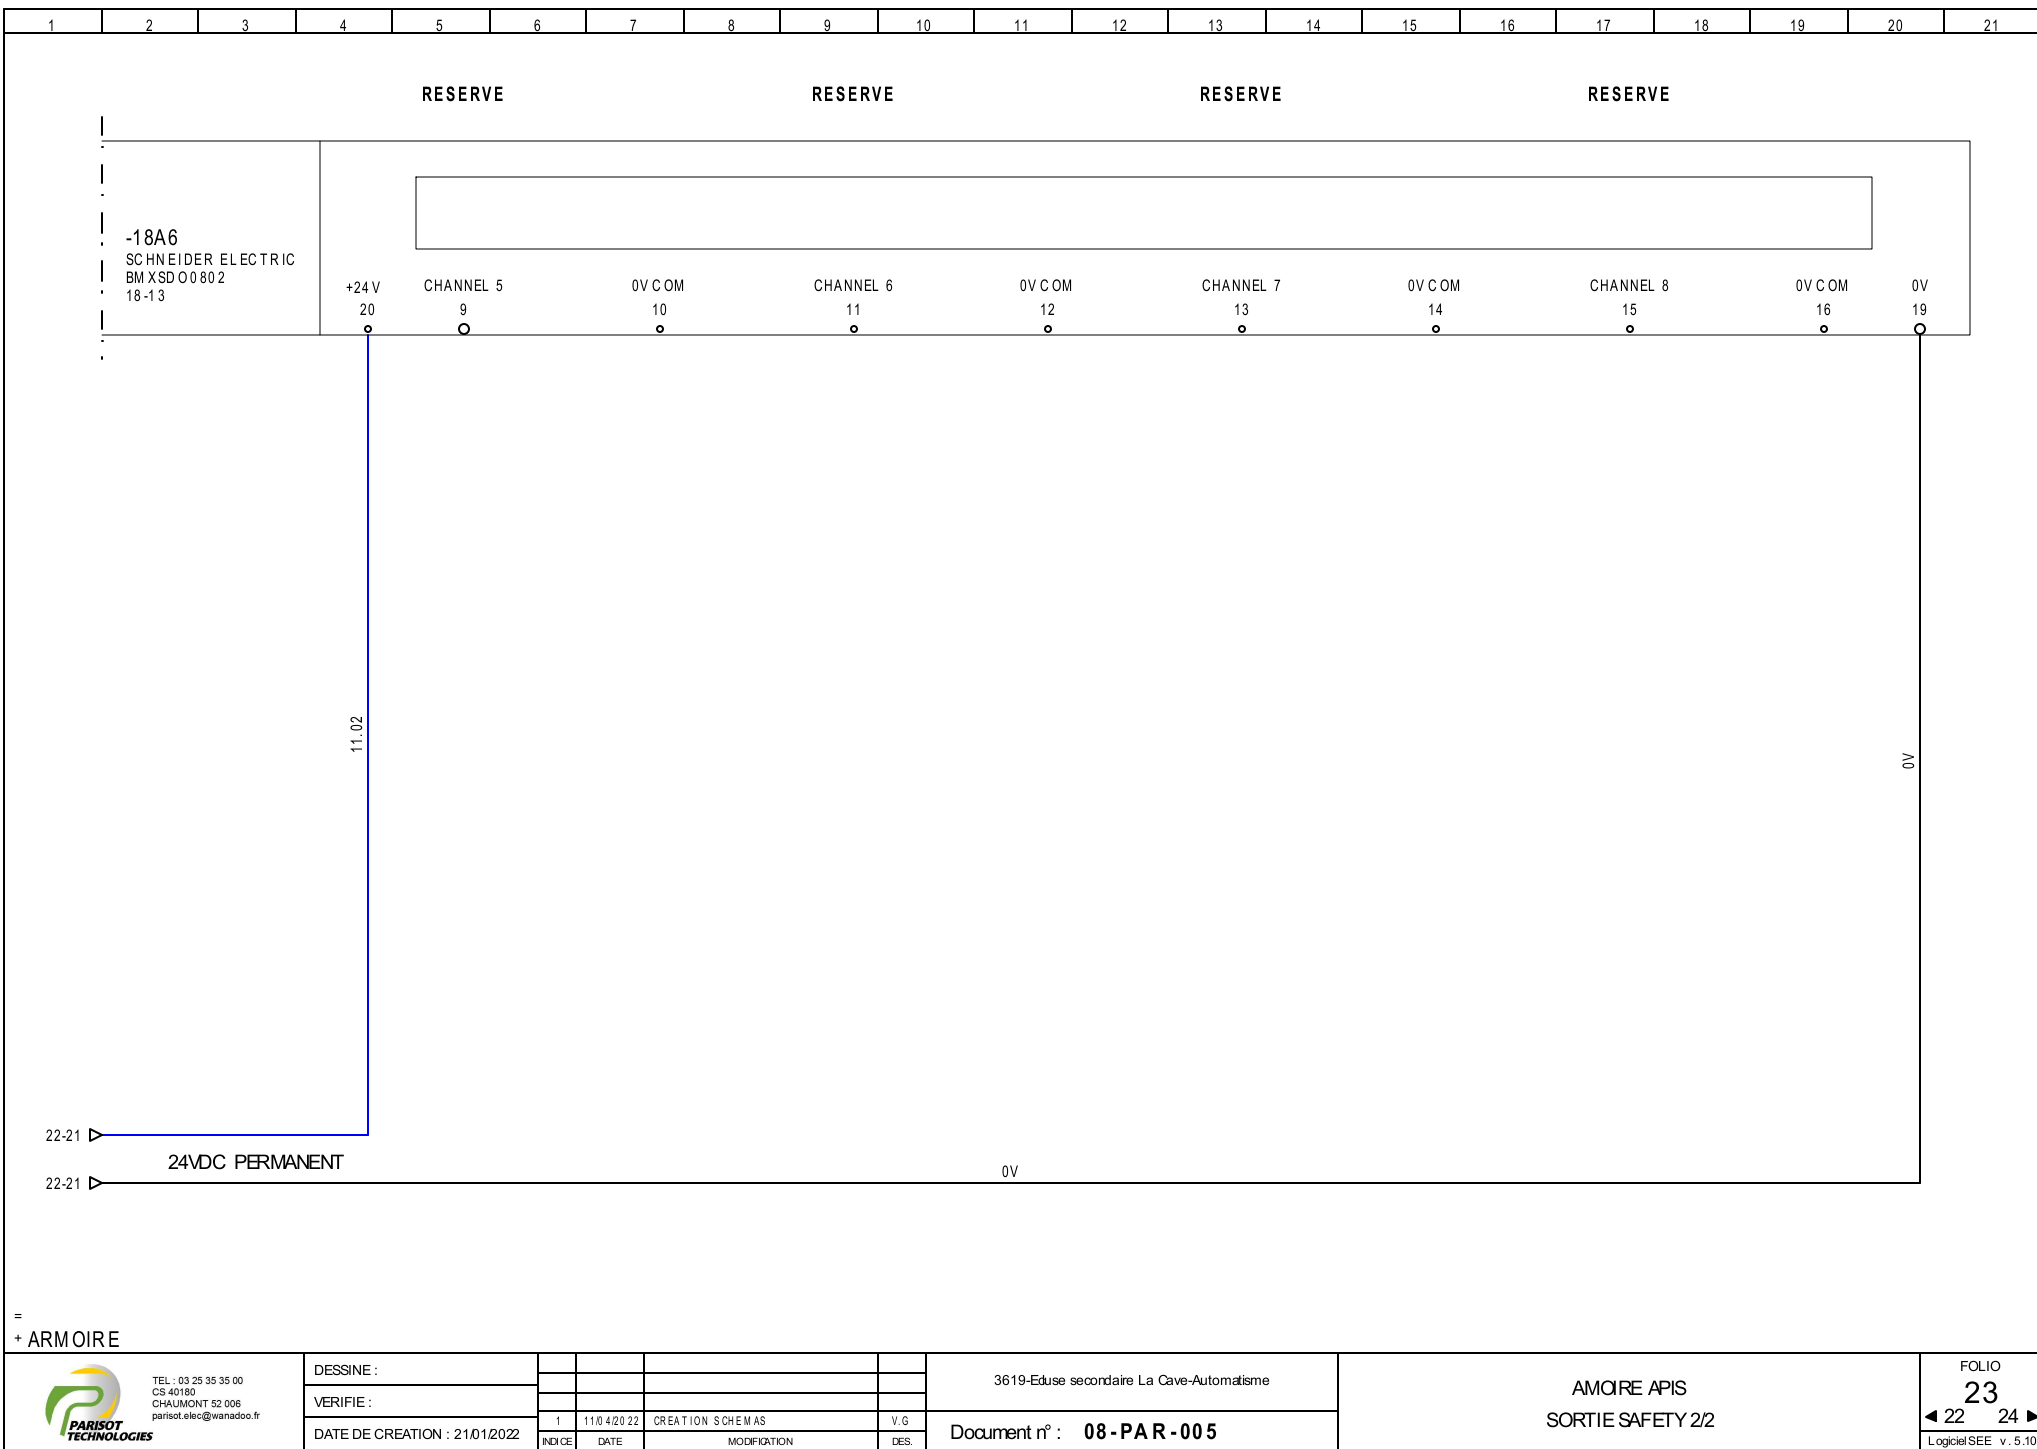 1 2 3 4 5 6 7 8 9 10 11 12 13 14 15 16 17 18 19 20 21
RESERVE RESERVE RESERVE RESERVE
-18A6
SCHNEIDER ELECTRIC
BMXSDO0802
18-13
+24V CHANNEL 5 0V COM CHANNEL 6 0V COM CHANNEL 7 0V COM CHANNEL 8 0V COM 0V
20 9 10 11 12 13 14 15 16 19
11.02
0V
22-21
24VDC PERMANENT
22-21
0V
=
+ ARMOIRE
PARISOT
TECHNOLOGIES
TEL : 03 25 35 35 00
CS 40180
CHAUMONT 52 006
parisot.elec@wanadoo.fr
DESSINE :
VERIFIE :
DATE DE CREATION : 21/01/2022
1 11/04/2022 CREATION SCHEMAS V.G
INDICE DATE MODIFICATION DES.
3619-Eduse secondaire La Cave-Automatisme
Document n° : 08-PAR-005
AMOIRE APIS
SORTIE SAFETY 2/2
FOLIO
23
22 24
Logiciel SEE v. 5.10